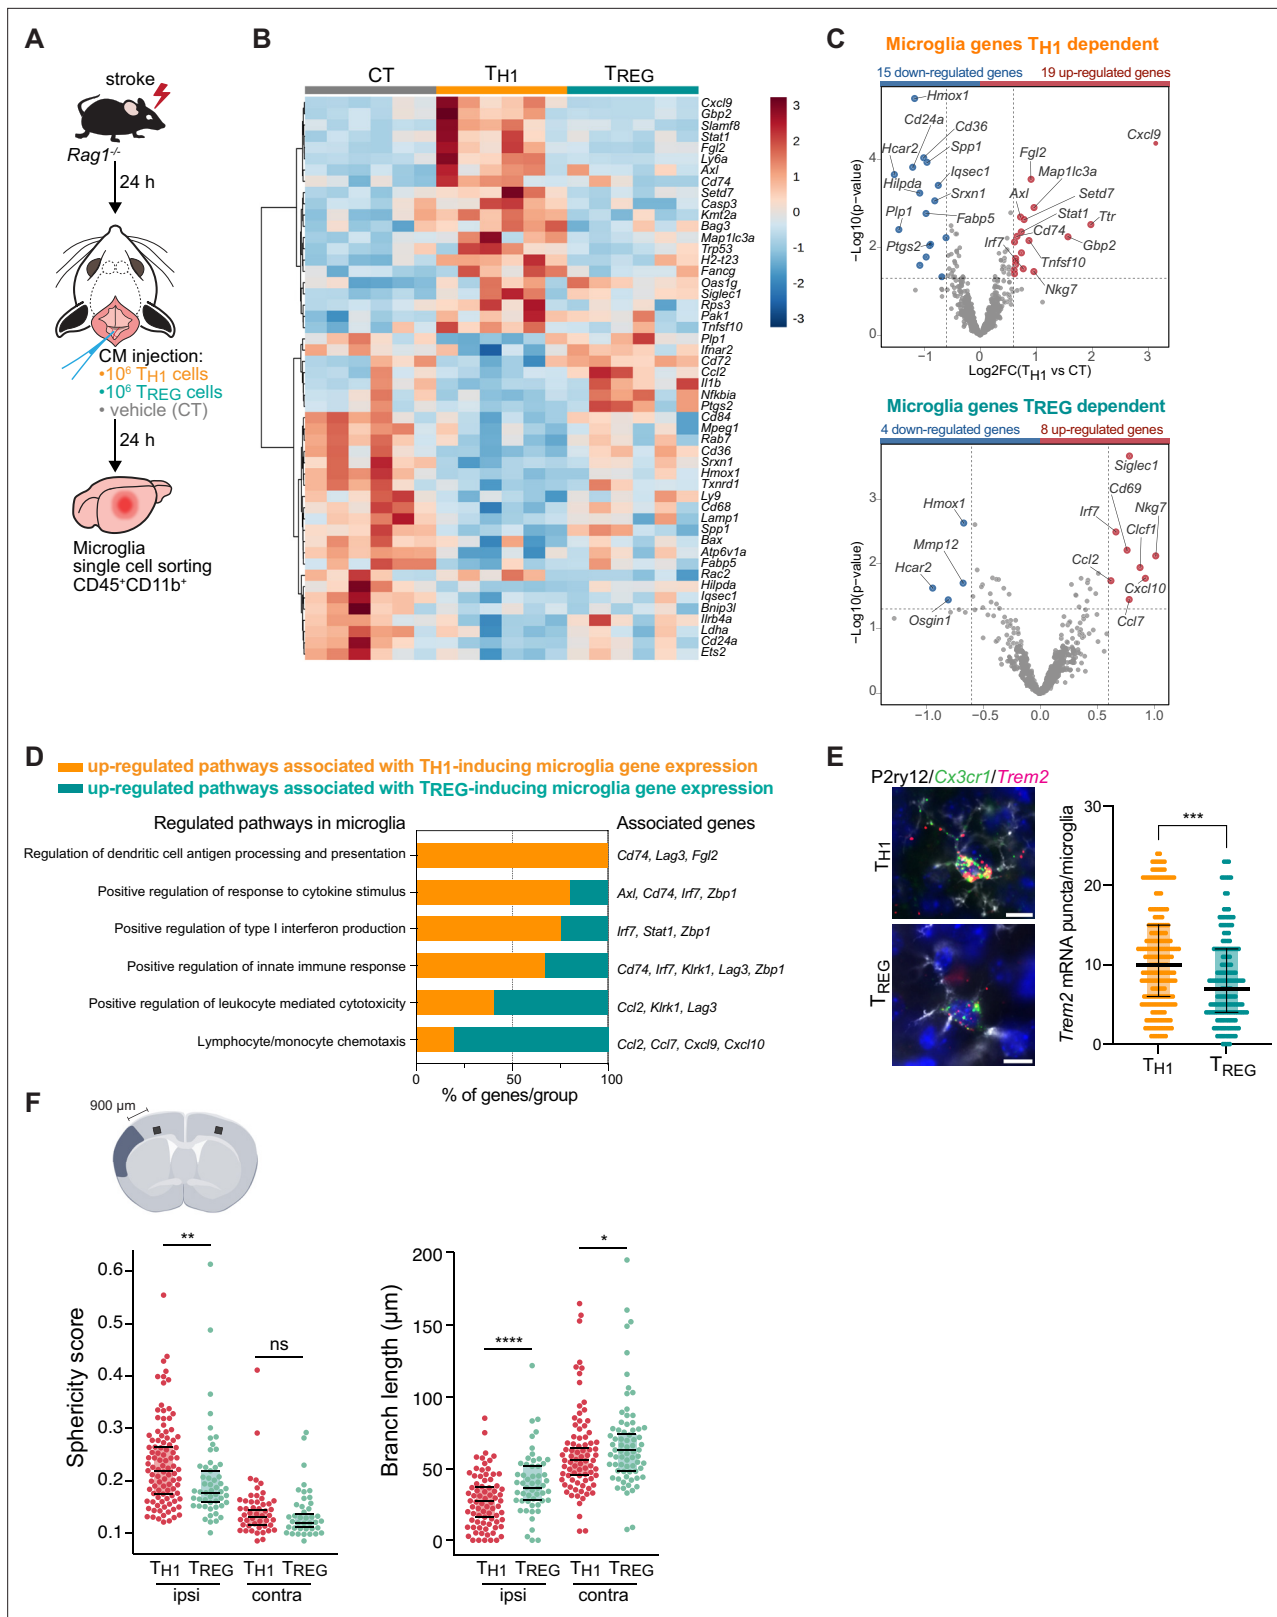 A
stroke
Rag1-/-
24 h
CM injection:
•10⁶ TH1 cells
•10⁶ TREG cells
• vehicle (CT)
24 h
Microglia
single cell sorting
CD45⁺CD11b⁺
B
CT TH1 TREG
Cxcl9
Gbp2
Slamf8
Stat1
Fgl2
Ly6a
Axl
Cd74
Setd7
Casp3
Kmt2a
Bag3
Map1lc3a
Trp53
H2-t23
Fancg
Oas1g
Siglec1
Rps3
Pak1
Tnfsf10
Plp1
Ifnar2
Cd72
Ccl2
Il1b
Nfkbia
Ptgs2
Cd84
Mpeg1
Rab7
Cd36
Srxn1
Hmox1
Txnrd1
Ly9
Cd68
Lamp1
Spp1
Bax
Atp6v1a
Fabp5
Rac2
Hilpda
Iqsec1
Bnip3l
Ilrb4a
Ldha
Cd24a
Ets2
3
2
1
0
-1
-2
-3
C
Microglia genes TH1 dependent
15 down-regulated genes 19 up-regulated genes
Hmox1
Cd24a
Cd36
Cxcl9
Hcar2
Spp1
Fgl2
Iqsec1
Map1lc3a
Hilpda
Srxn1
Axl
Setd7
Plp1
Fabp5
Stat1
Ttr
Ptgs2
Irf7
Cd74
Gbp2
Tnfsf10
Nkg7
−Log10(p-value)
4
2
0
−1 0 1 2 3
Log2FC(TH1 vs CT)
Microglia genes TREG dependent
4 down-regulated genes 8 up-regulated genes
Siglec1
Cd69
Hmox1
Irf7
Nkg7
Clcf1
Mmp12
Ccl2
Hcar2
Cxcl10
Osgin1
Ccl7
−Log10(p-value)
3
2
1
0
−1.0 −0.5 0.0 0.5 1.0
D
up-regulated pathways associated with TH1-inducing microglia gene expression
up-regulated pathways associated with TREG-inducing microglia gene expression
Regulated pathways in microglia Associated genes
Regulation of dendritic cell antigen processing and presentation Cd74, Lag3, Fgl2
Positive regulation of response to cytokine stimulus Axl, Cd74, Irf7, Zbp1
Positive regulation of type I interferon production Irf7, Stat1, Zbp1
Positive regulation of innate immune response Cd74, Irf7, Klrk1, Lag3, Zbp1
Positive regulation of leukocyte mediated cytotoxicity Ccl2, Klrk1, Lag3
Lymphocyte/monocyte chemotaxis Ccl2, Ccl7, Cxcl9, Cxcl10
0 50 100
% of genes/group
E
P2ry12/Cx3cr1/Trem2
TH1
TREG
Trem2 mRNA puncta/microglia
30
20
10
0
***
TH1 TREG
F
900 µm
Sphericity score
0.6
0.5
0.4
0.3
0.2
0.1
** ns
TH1 TREG TH1 TREG
ipsi contra
Branch length (µm)
200
150
100
50
0
**** *
TH1 TREG TH1 TREG
ipsi contra